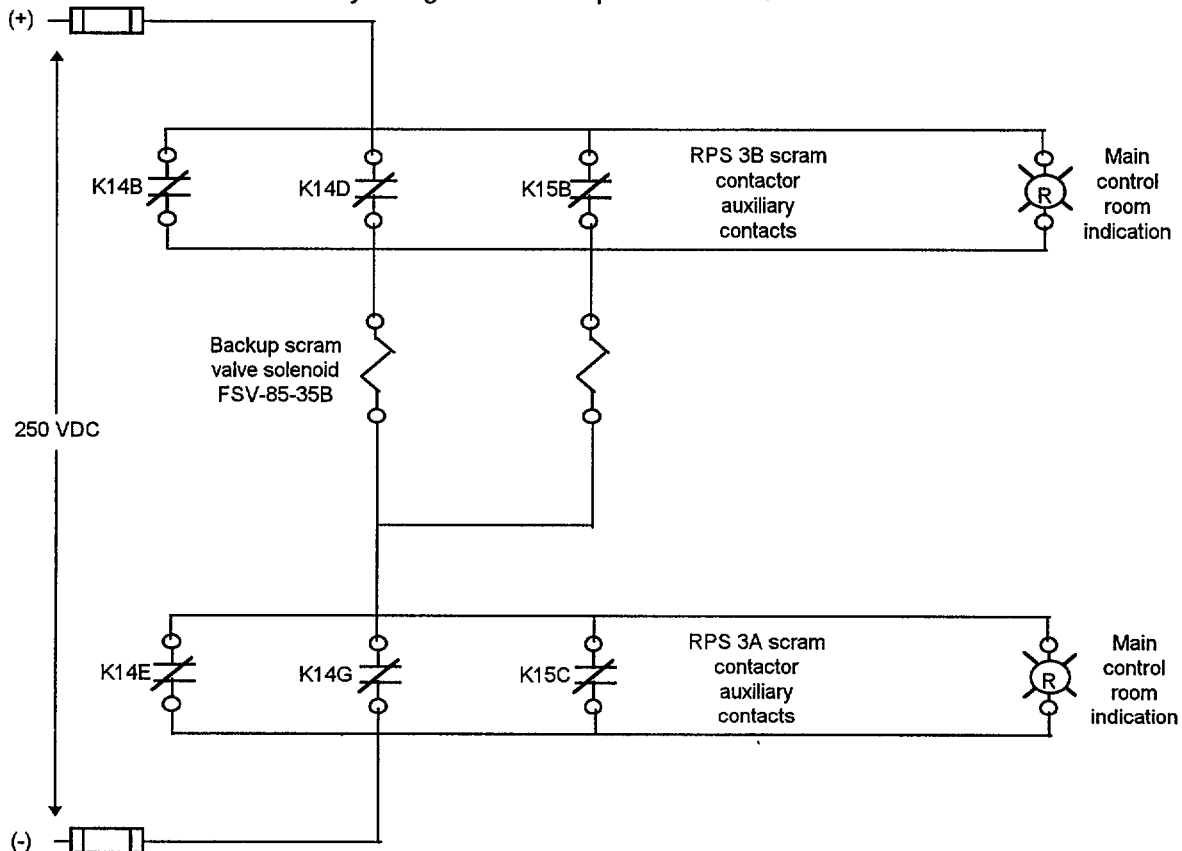 (+)
K14B
K14D
K15B
RPS 3B scram
contactor
auxiliary
contacts
R
Main
control
room
indication
Backup scram
valve solenoid
FSV-85-35B
250 VDC
K14E
K14G
K15C
RPS 3A scram
contactor
auxiliary
contacts
R
Main
control
room
indication
(-)